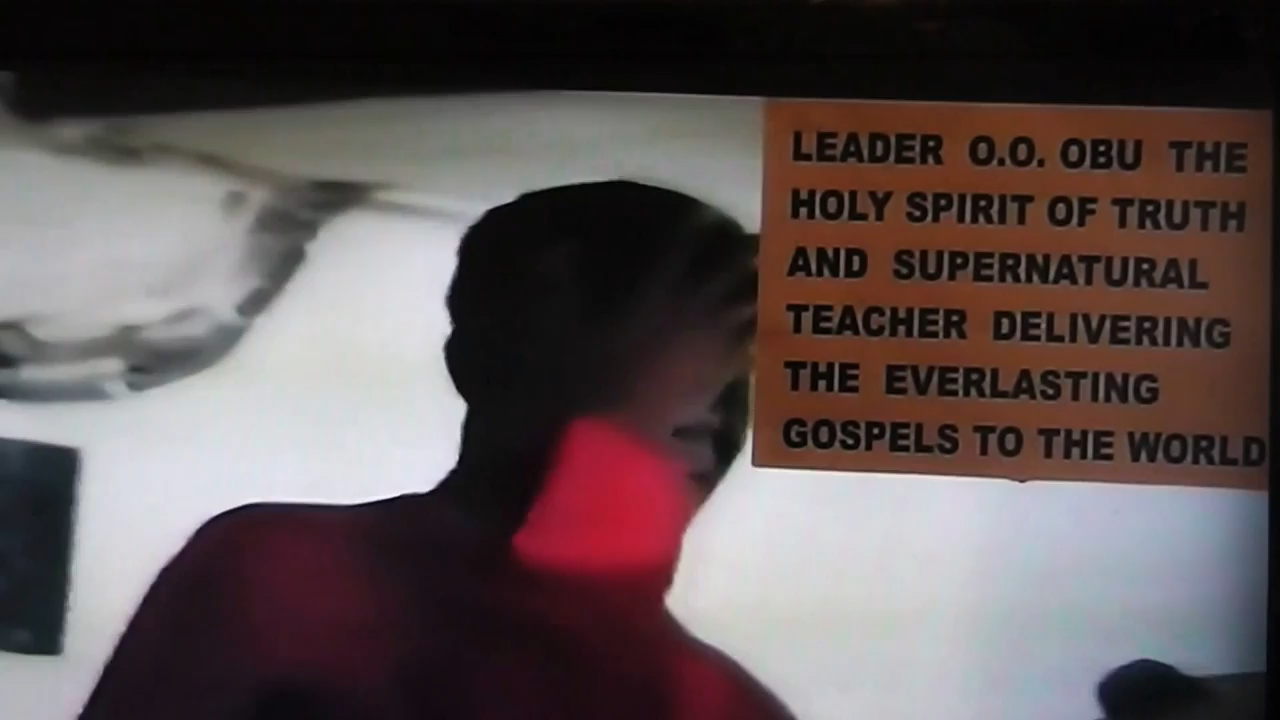 LEADER O.O. OBU THE
HOLY SPIRIT OF TRUTH
AND SUPERNATURAL
TEACHER DELIVERING
THE EVERLASTING
GOSPELS TO THE WORLD